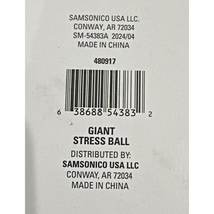 SAMSONICO USA LLC.
CONWAY, AR 72034
SM-54383A 2024/04
MADE IN CHINA
480917
6 38688 54383 2
GIANT
STRESS BALL
DISTRIBUTED BY:
SAMSONICO USA LLC
CONWAY, AR 72034
MADE IN CHINA